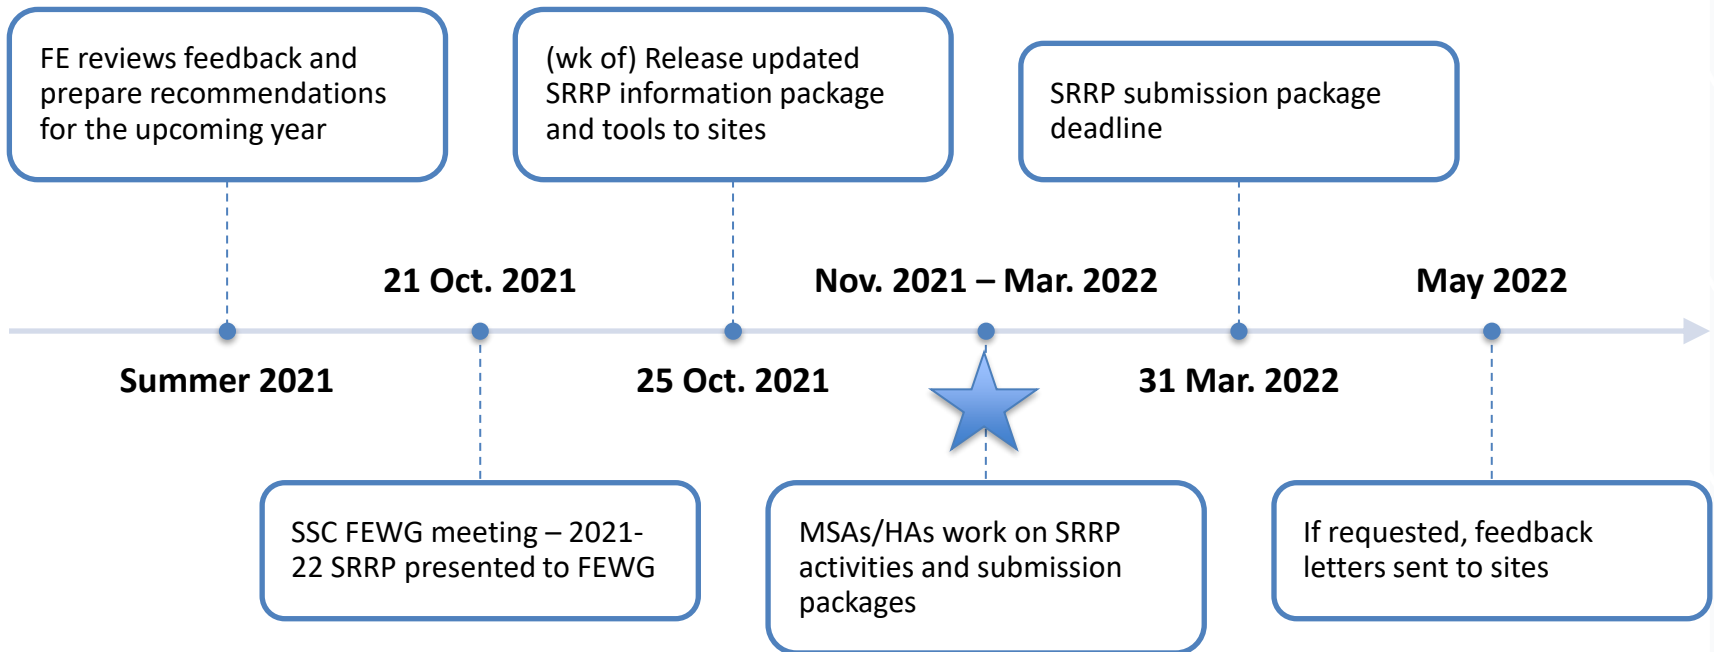 FE reviews feedback and
prepare recommendations
for the upcoming year
(wk of) Release updated
SRRP information package
and tools to sites
SRRP submission package
deadline
21 Oct. 2021
Nov. 2021 – Mar. 2022
May 2022
Summer 2021
25 Oct. 2021
31 Mar. 2022
SSC FEWG meeting – 2021-
22 SRRP presented to FEWG
MSAs/HAs work on SRRP
activities and submission
packages
If requested, feedback
letters sent to sites